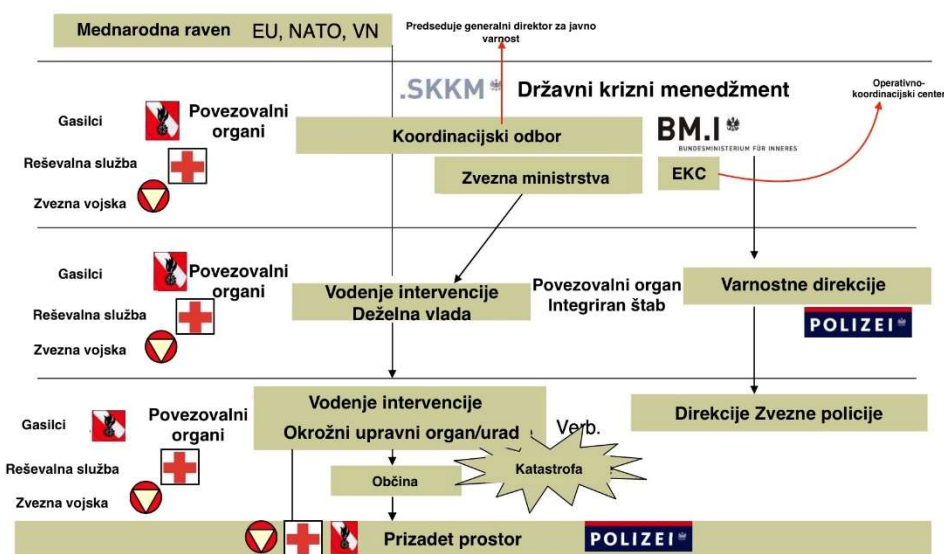 Mednarodna raven EU, NATO, VN
Predseduje generalni direktor za javno
varnost
.SKKM Državni krizni menedžment
Operativno-
koordinacijski center
Gasilci
Povezovalni
organi
Koordinacijski odbor
BM.I
BUNDESMINISTERIUM FÜR INNERES
Reševalna služba
Zvezna ministrstva
EKC
Zvezna vojska
Gasilci
Povezovalni
organi
Vodenje intervencije
Deželna vlada
Povezovalni organ
Integriran štab
Varnostne direkcije
Reševalna služba
POLIZEI
Zvezna vojska
Gasilci
Povezovalni
organi
Vodenje intervencije
Okrožni upravni organ/urad
Verb.
Direkcije Zvezne policije
Reševalna služba
Občina
Katastrofa
Zvezna vojska
Prizadet prostor
POLIZEI